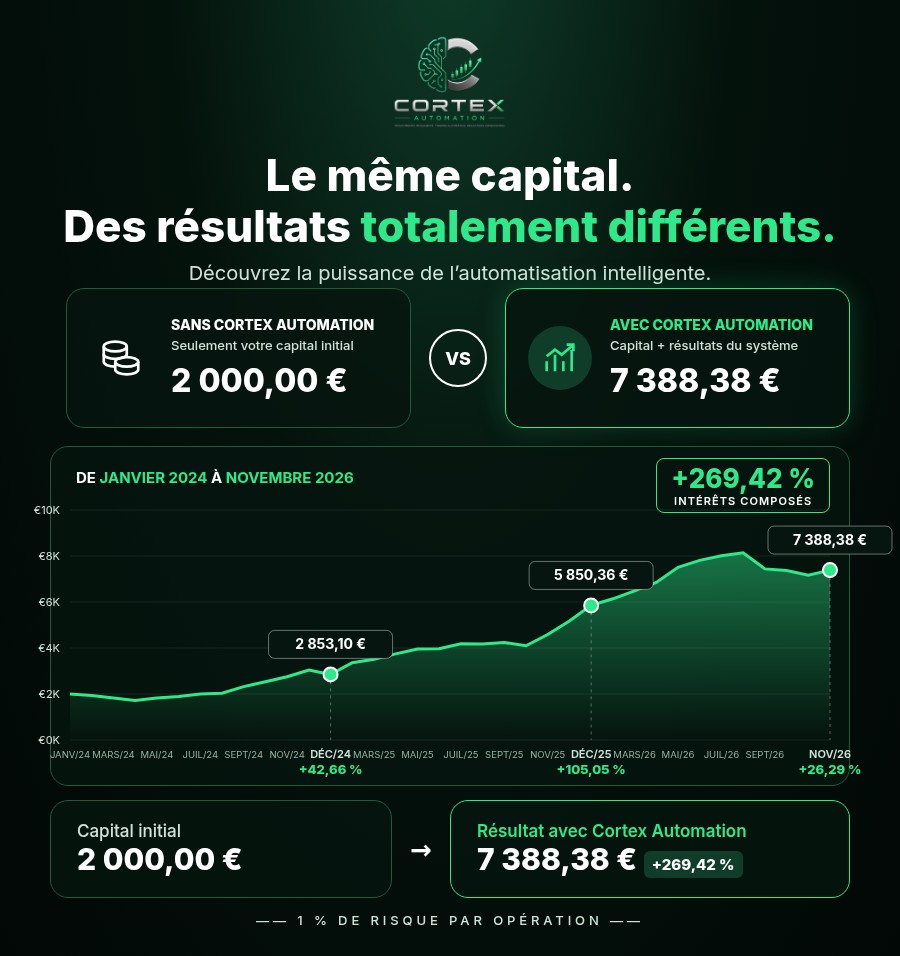 CORTEX
AUTOMATION
Le même capital.
Des résultats totalement différents.
Découvrez la puissance de l’automatisation intelligente.
SANS CORTEX AUTOMATION
Seulement votre capital initial
2 000,00 €
VS
AVEC CORTEX AUTOMATION
Capital + résultats du système
7 388,38 €
DE JANVIER 2024 À NOVEMBRE 2026
+269,42 %
INTÉRÊTS COMPOSÉS
€10K
7 388,38 €
€8K
5 850,36 €
€6K
2 853,10 €
€4K
€2K
€0K
JANV/24 MARS/24 MAI/24 JUIL/24 SEPT/24 NOV/24 DÉC/24 MARS/25 MAI/25 JUIL/25 SEPT/25 NOV/25 DÉC/25 MARS/26 MAI/26 JUIL/26 SEPT/26 NOV/26
+42,66 % +105,05 % +26,29 %
Capital initial
2 000,00 €
→
Résultat avec Cortex Automation
7 388,38 € +269,42 %
—— 1 % DE RISQUE PAR OPÉRATION ——